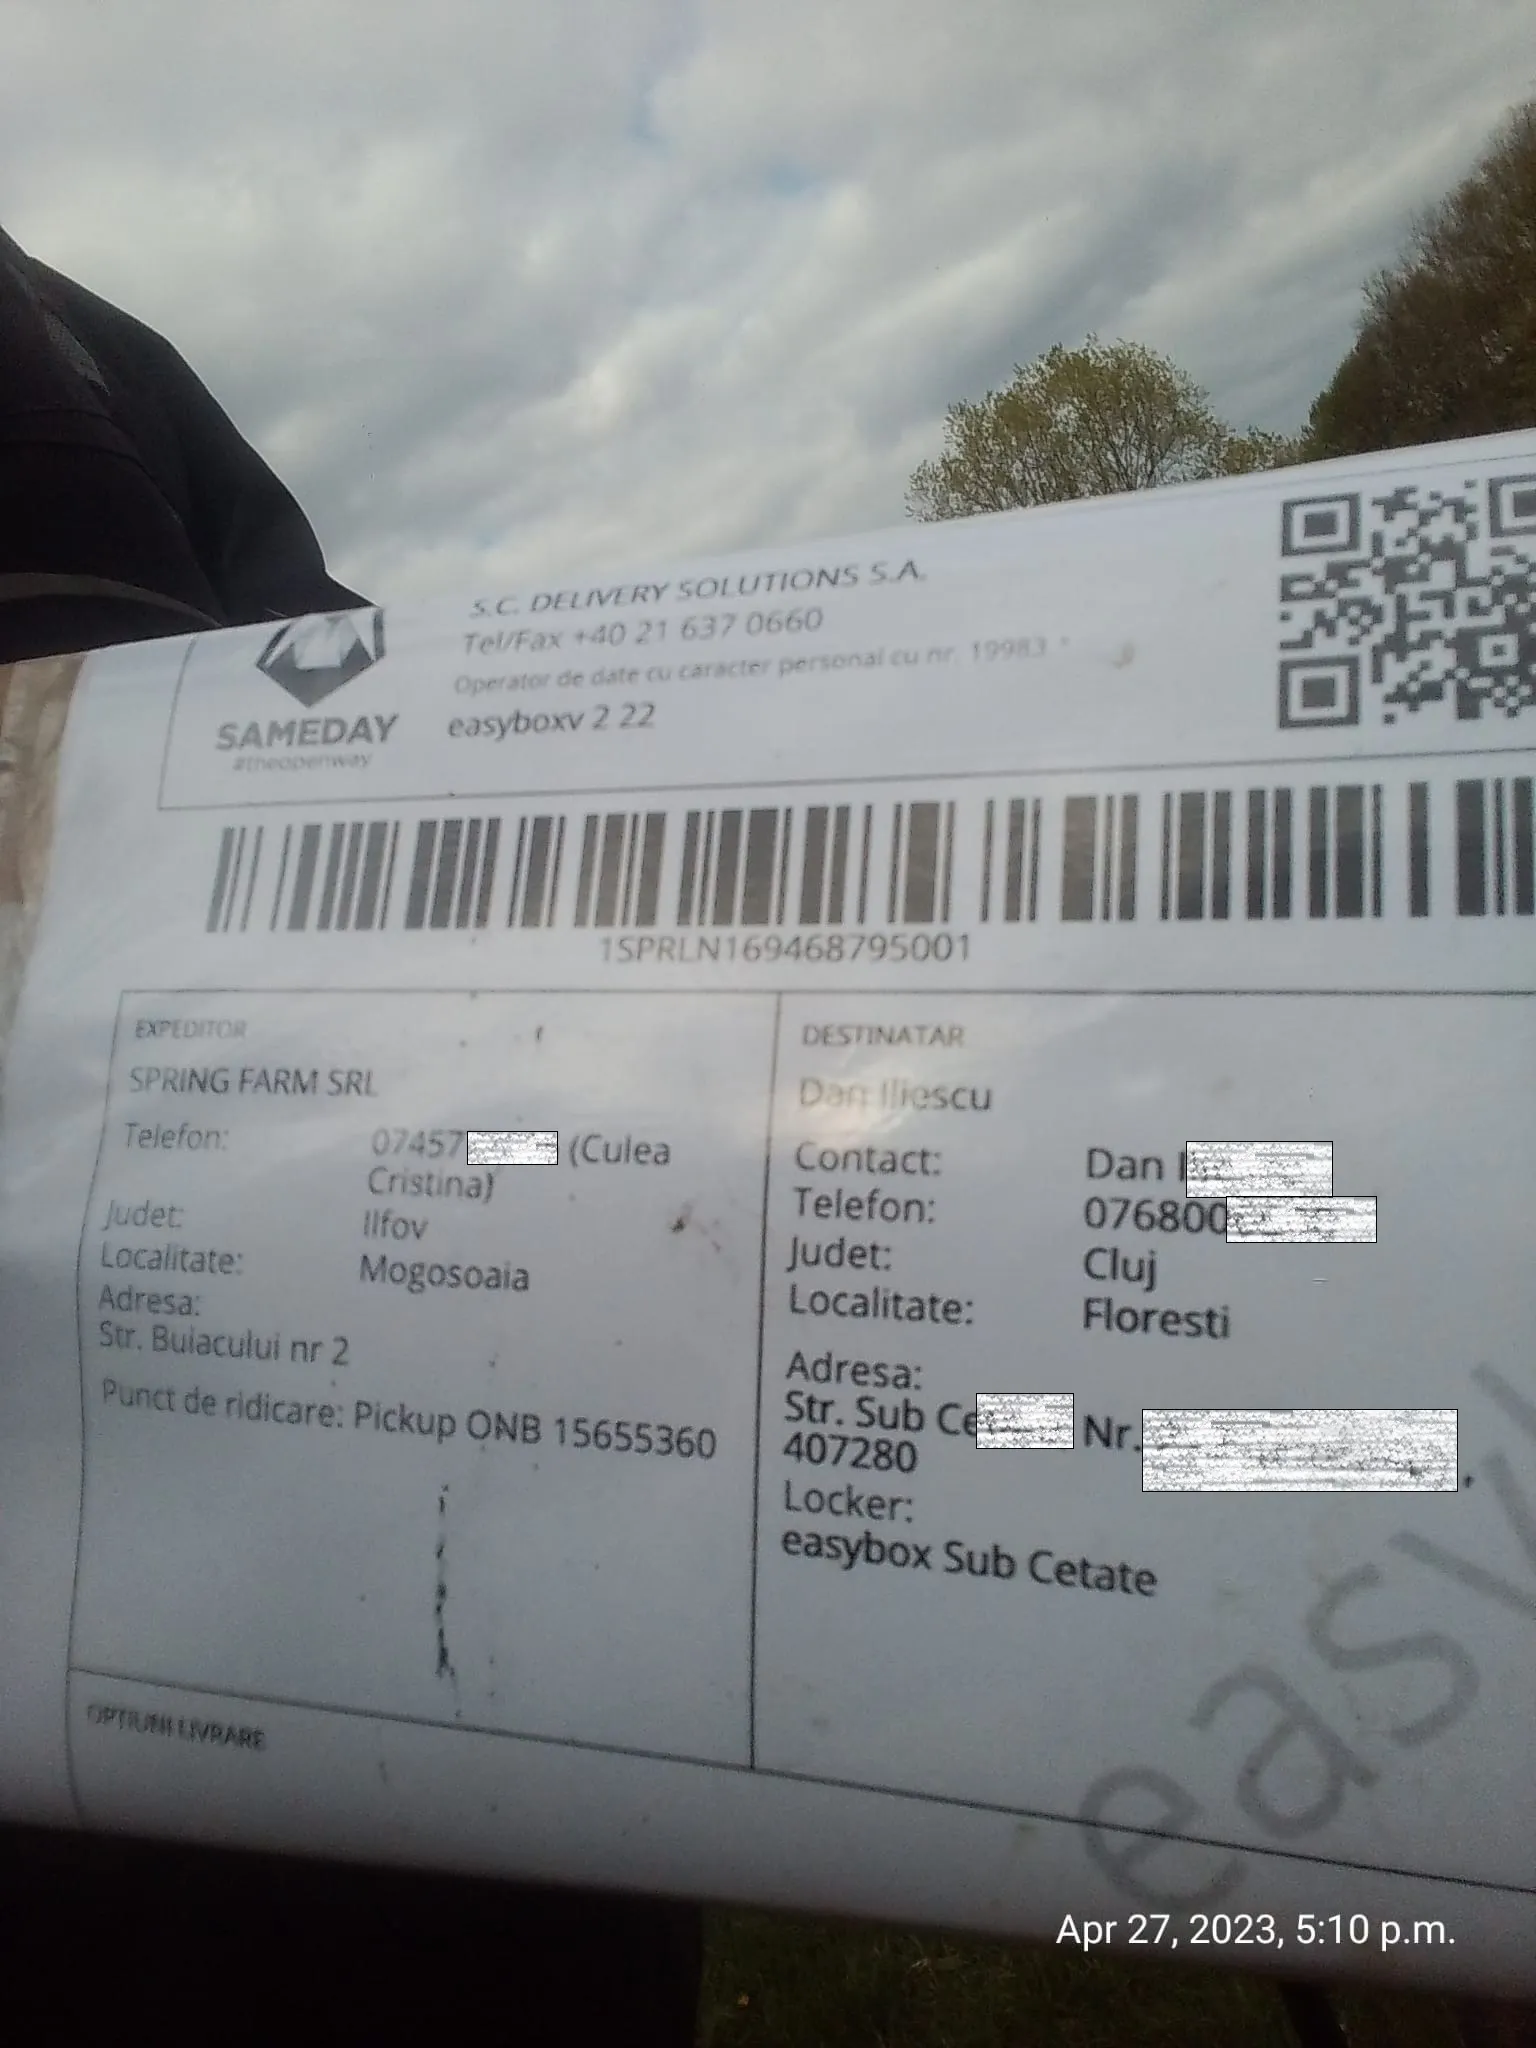 S.C. DELIVERY SOLUTIONS S.A.
Tel/Fax +40 21 637 0660
Operator de date cu caracter personal cu nr. 19983
easyboxv 2 22
SAMEDAY
#theopenway
1SPRLN169468795001
EXPEDITOR
SPRING FARM SRL
Telefon: 07457 (Culea
Cristina)
Judet: Ilfov
Localitate: Mogosoaia
Adresa:
Str. Buiacului nr 2
Punct de ridicare: Pickup ONB 15655360
DESTINATAR
Dan Iliescu
Contact: Dan
Telefon: 076800
Judet: Cluj
Localitate: Floresti
Adresa:
Str. Sub Ce Nr.
407280
Locker:
easybox Sub Cetate
OPTIUNI LIVRARE
easy
Apr 27, 2023, 5:10 p.m.